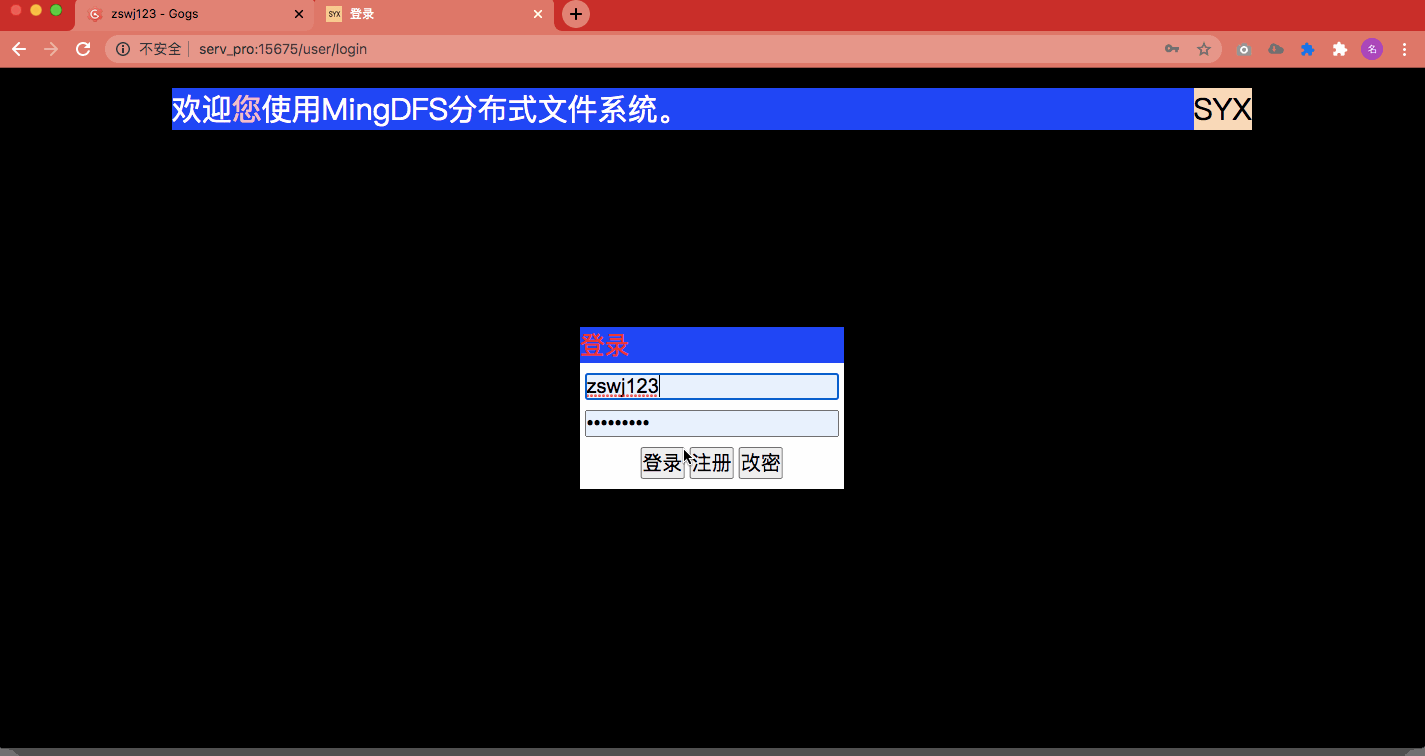 zswj123 - Gogs
SYX 登录
不安全 serv_pro:15675/user/login 名
欢迎您使用MingDFS分布式文件系统。 SYX
登录
zswj123
•••••••••
登录 注册 改密